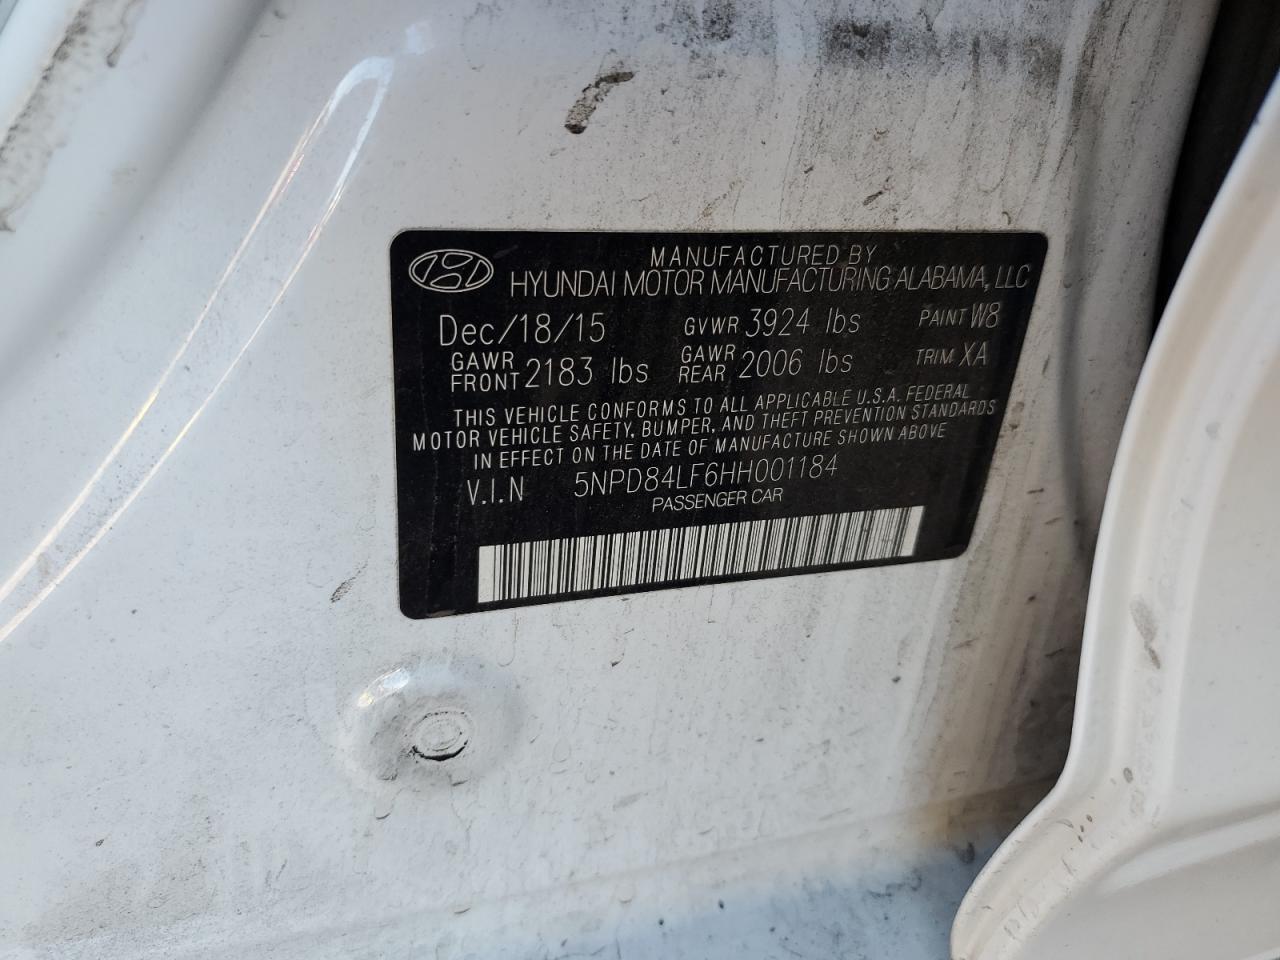 MANUFACTURED BY
HYUNDAI MOTOR MANUFACTURING ALABAMA, LLC
Dec/18/15 GVWR 3924 lbs PAINT W8
GAWR FRONT 2183 lbs GAWR REAR 2006 lbs TRIM XA
THIS VEHICLE CONFORMS TO ALL APPLICABLE U.S.A. FEDERAL
MOTOR VEHICLE SAFETY, BUMPER, AND THEFT PREVENTION STANDARDS
IN EFFECT ON THE DATE OF MANUFACTURE SHOWN ABOVE
V.I.N 5NPD84LF6HH001184
PASSENGER CAR